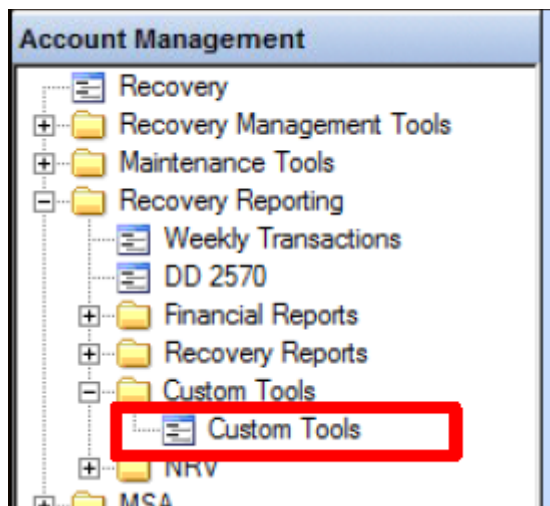 Account Management
Recovery
Recovery Management Tools
Maintenance Tools
Recovery Reporting
Weekly Transactions
DD 2570
Financial Reports
Recovery Reports
Custom Tools
Custom Tools
NRV
MSA